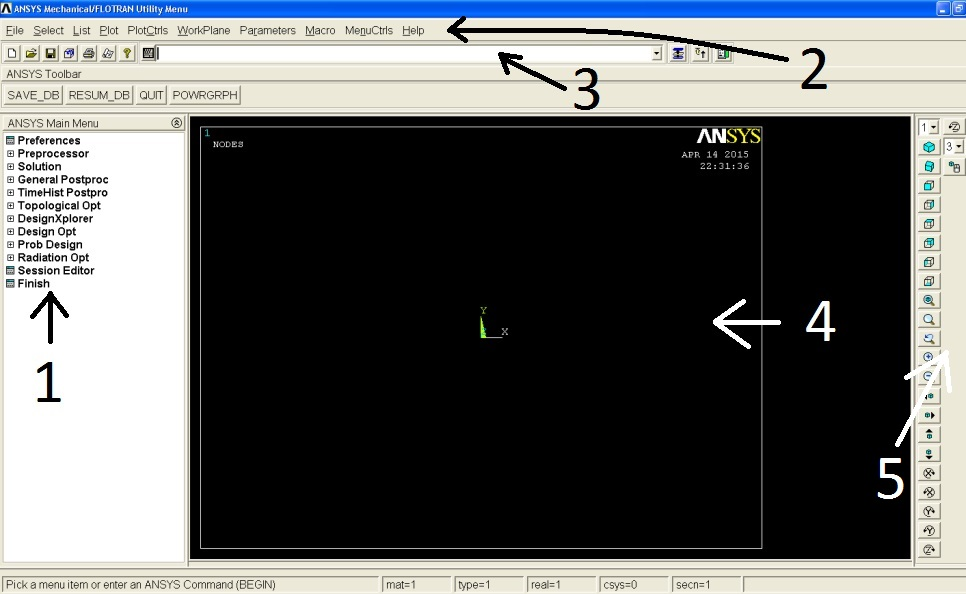 ANSYS Mechanical/FLOTRAN Utility Menu
File Select List Plot PlotCtrls WorkPlane Parameters Macro MenuCtrls Help
2
3
ANSYS Toolbar
SAVE_DB RESUM_DB QUIT POWRGRPH
ANSYS Main Menu
Preferences
Preprocessor
Solution
General Postproc
TimeHist Postpro
Topological Opt
DesignXplorer
Design Opt
Prob Design
Radiation Opt
Session Editor
Finish
1
1
NODES
ANSYS
APR 14 2015
22:31:36
Y
X
4
1
3
5
Pick a menu item or enter an ANSYS Command (BEGIN) mat=1 type=1 real=1 csys=0 secn=1